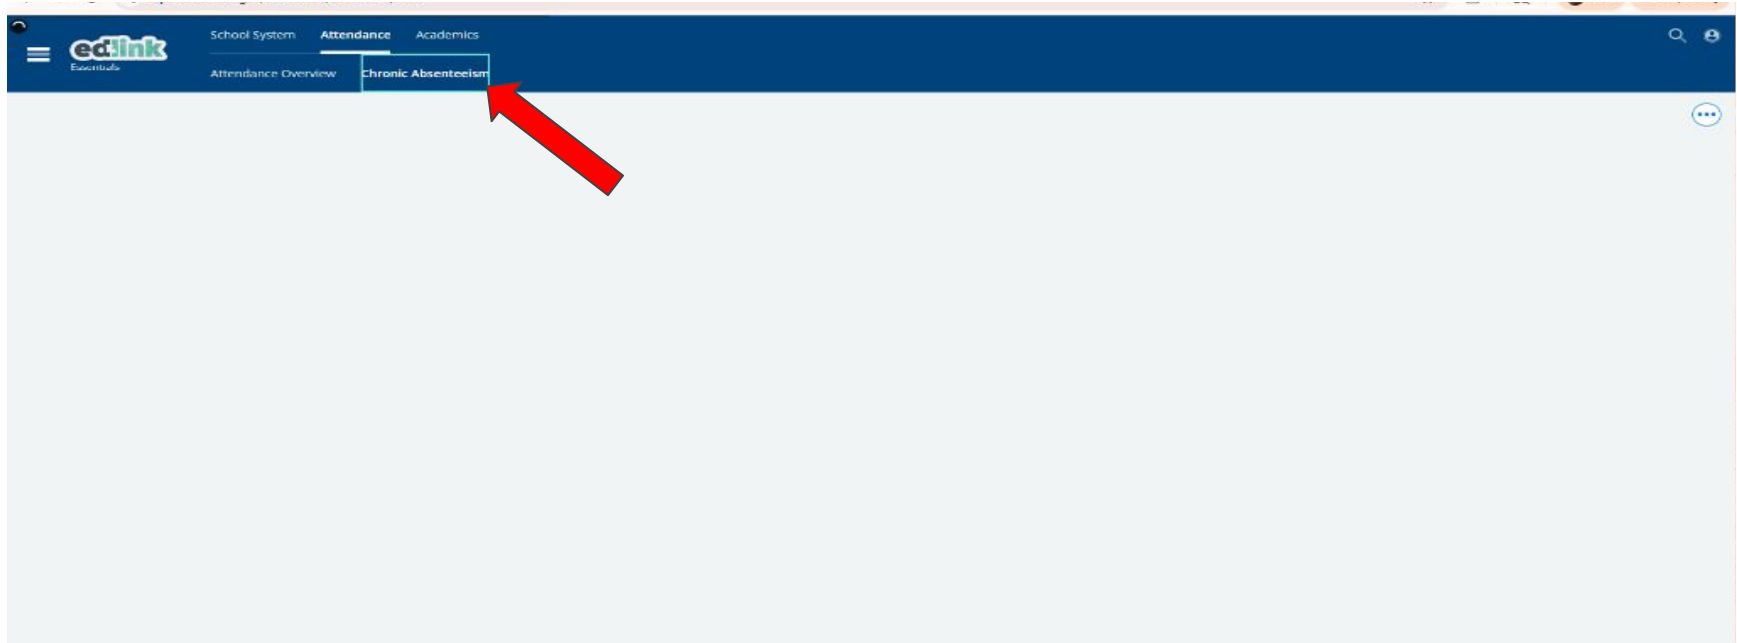 School System Attendance Academics
ed:link
Essentials
Attendance Overview Chronic Absenteeism